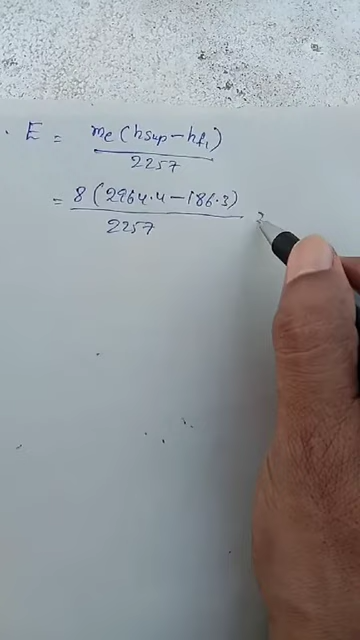 E = me (hsup - hf1)
2257
= 8 (2964.4 - 186.3)
2257